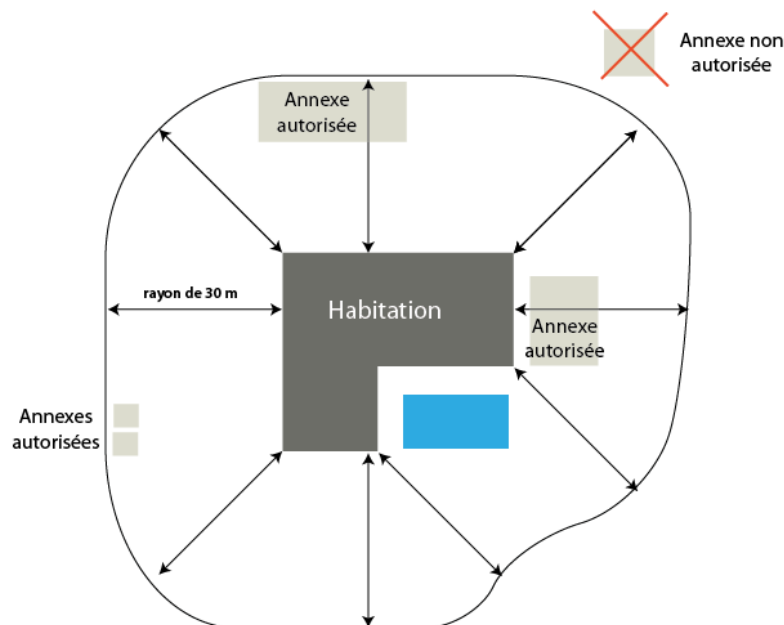 Annexe non
autorisée
Annexe
autorisée
rayon de 30 m
Habitation
Annexe
autorisée
Annexes
autorisées